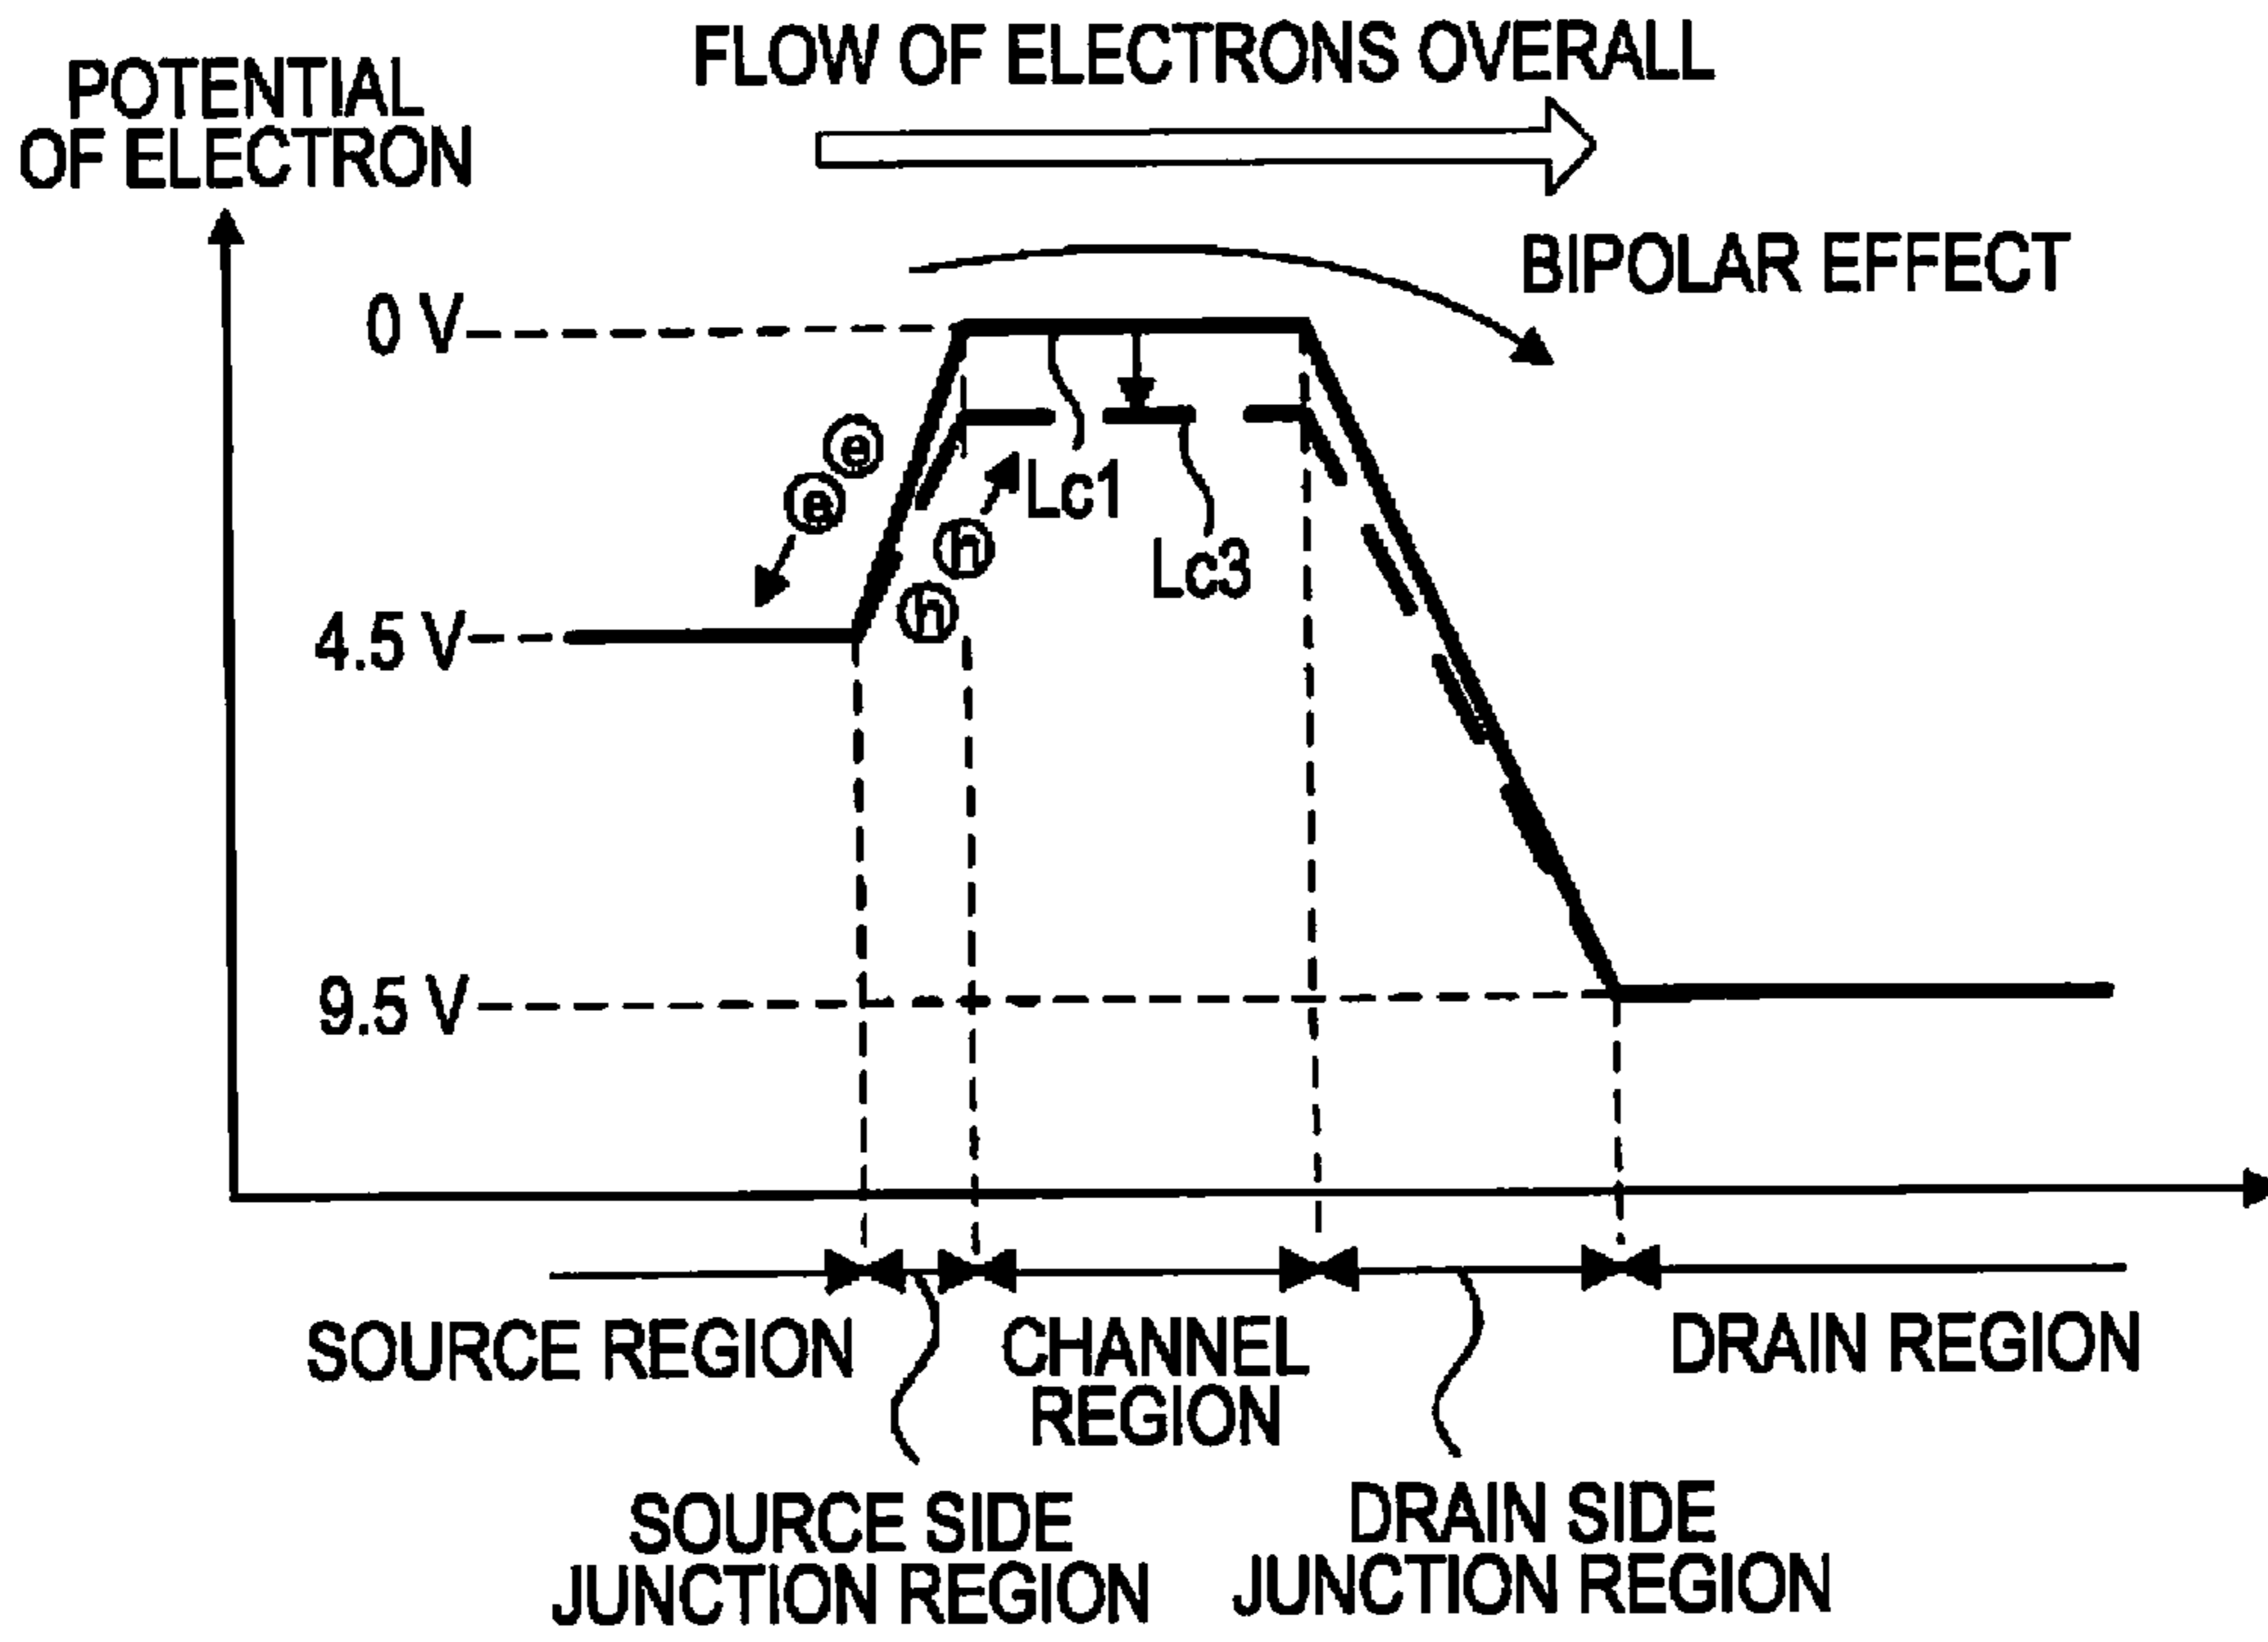 FLOW OF ELECTRONS OVERALL
POTENTIAL
OF ELECTRON
BIPOLAR EFFECT
0 V
e
e
Lc1
h
Lc3
h
4.5 V
9.5 V
SOURCE REGION
CHANNEL
REGION
DRAIN REGION
SOURCE SIDE
JUNCTION REGION
DRAIN SIDE
JUNCTION REGION